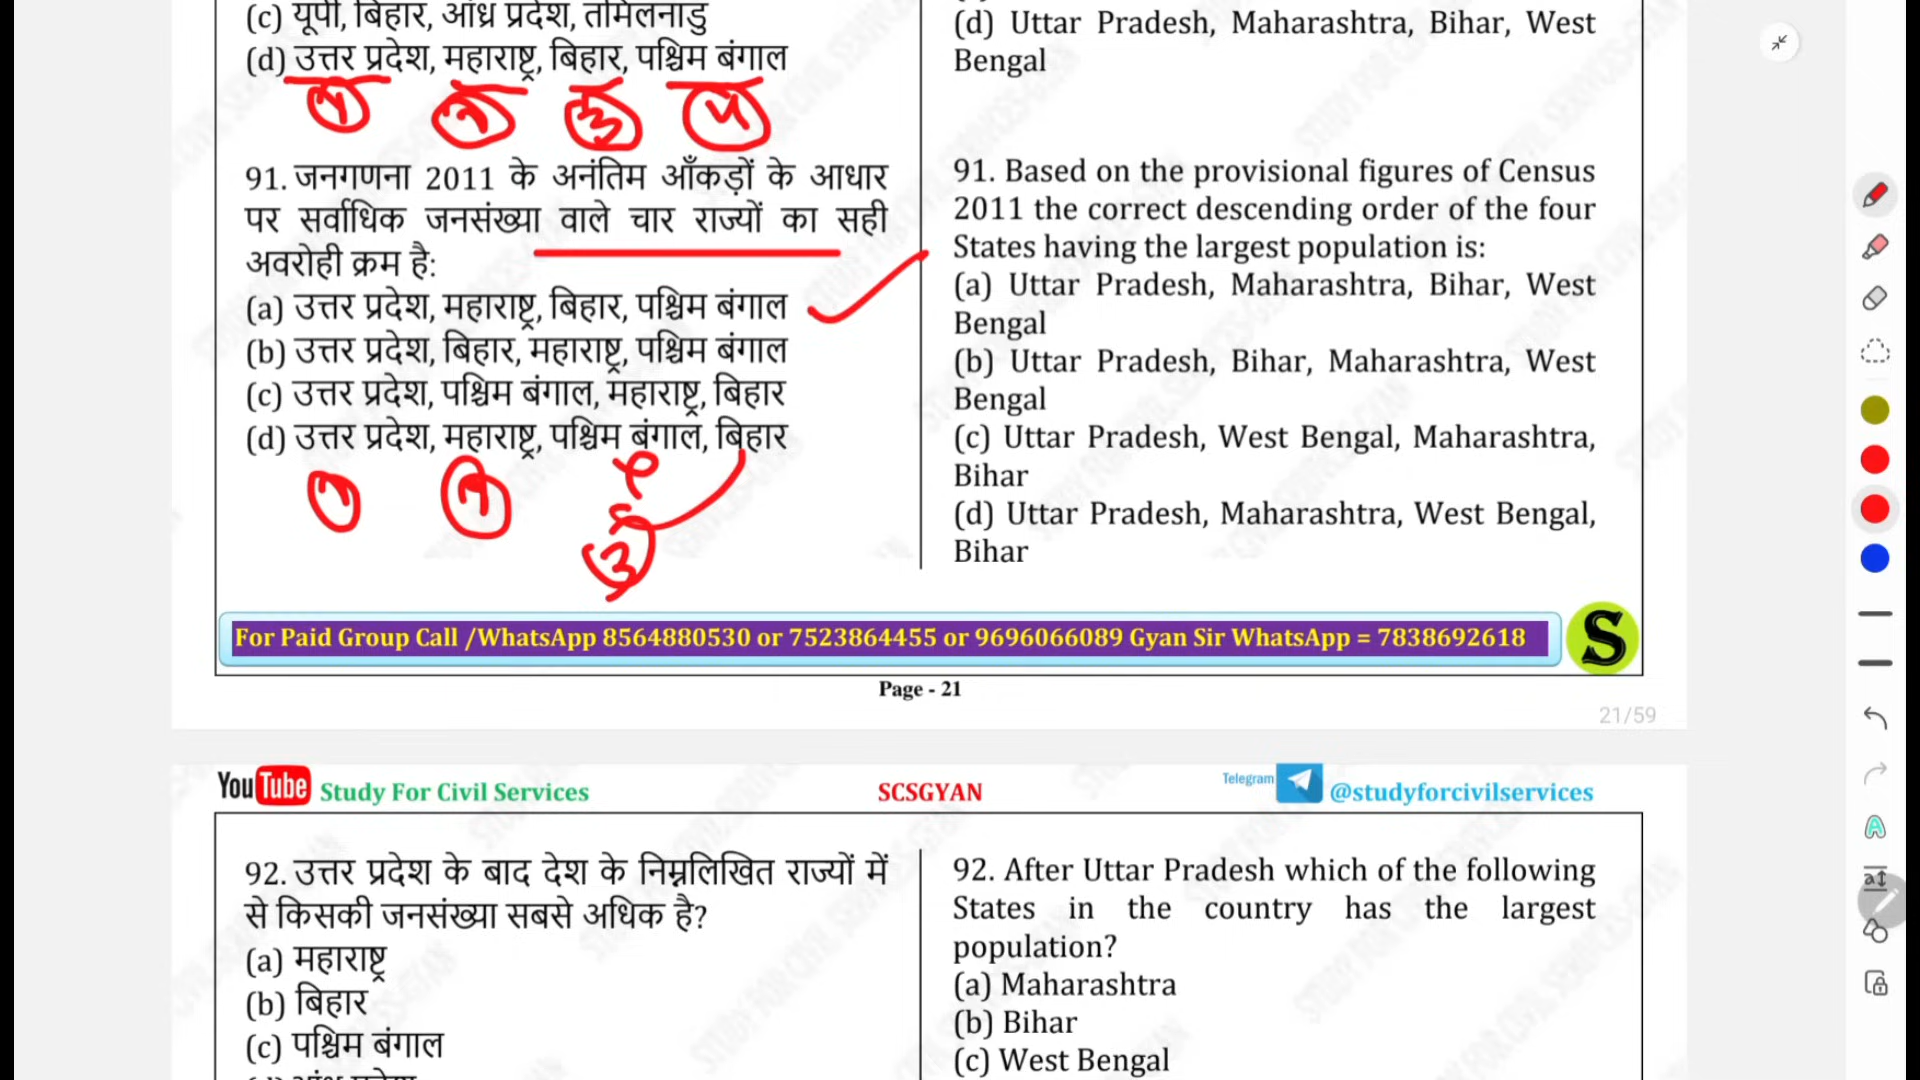 (c) यूपी, बिहार, आंध्र प्रदेश, तमिलनाडु
(d) उत्तर प्रदेश, महाराष्ट्र, बिहार, पश्चिम बंगाल
(d) Uttar Pradesh, Maharashtra, Bihar, West
Bengal
91. जनगणना 2011 के अनंतिम आँकड़ों के आधार
पर सर्वाधिक जनसंख्या वाले चार राज्यों का सही
अवरोही क्रम है:
(a) उत्तर प्रदेश, महाराष्ट्र, बिहार, पश्चिम बंगाल
(b) उत्तर प्रदेश, बिहार, महाराष्ट्र, पश्चिम बंगाल
(c) उत्तर प्रदेश, पश्चिम बंगाल, महाराष्ट्र, बिहार
(d) उत्तर प्रदेश, महाराष्ट्र, पश्चिम बंगाल, बिहार
91. Based on the provisional figures of Census
2011 the correct descending order of the four
States having the largest population is:
(a) Uttar Pradesh, Maharashtra, Bihar, West
Bengal
(b) Uttar Pradesh, Bihar, Maharashtra, West
Bengal
(c) Uttar Pradesh, West Bengal, Maharashtra,
Bihar
(d) Uttar Pradesh, Maharashtra, West Bengal,
Bihar
For Paid Group Call /WhatsApp 8564880530 or 7523864455 or 9696066089 Gyan Sir WhatsApp = 7838692618
S
Page - 21
21/59
YouTube Study For Civil Services
SCSGYAN
Telegram @studyforcivilservices
92. उत्तर प्रदेश के बाद देश के निम्नलिखित राज्यों में
से किसकी जनसंख्या सबसे अधिक है?
(a) महाराष्ट्र
(b) बिहार
(c) पश्चिम बंगाल
92. After Uttar Pradesh which of the following
States in the country has the largest
population?
(a) Maharashtra
(b) Bihar
(c) West Bengal